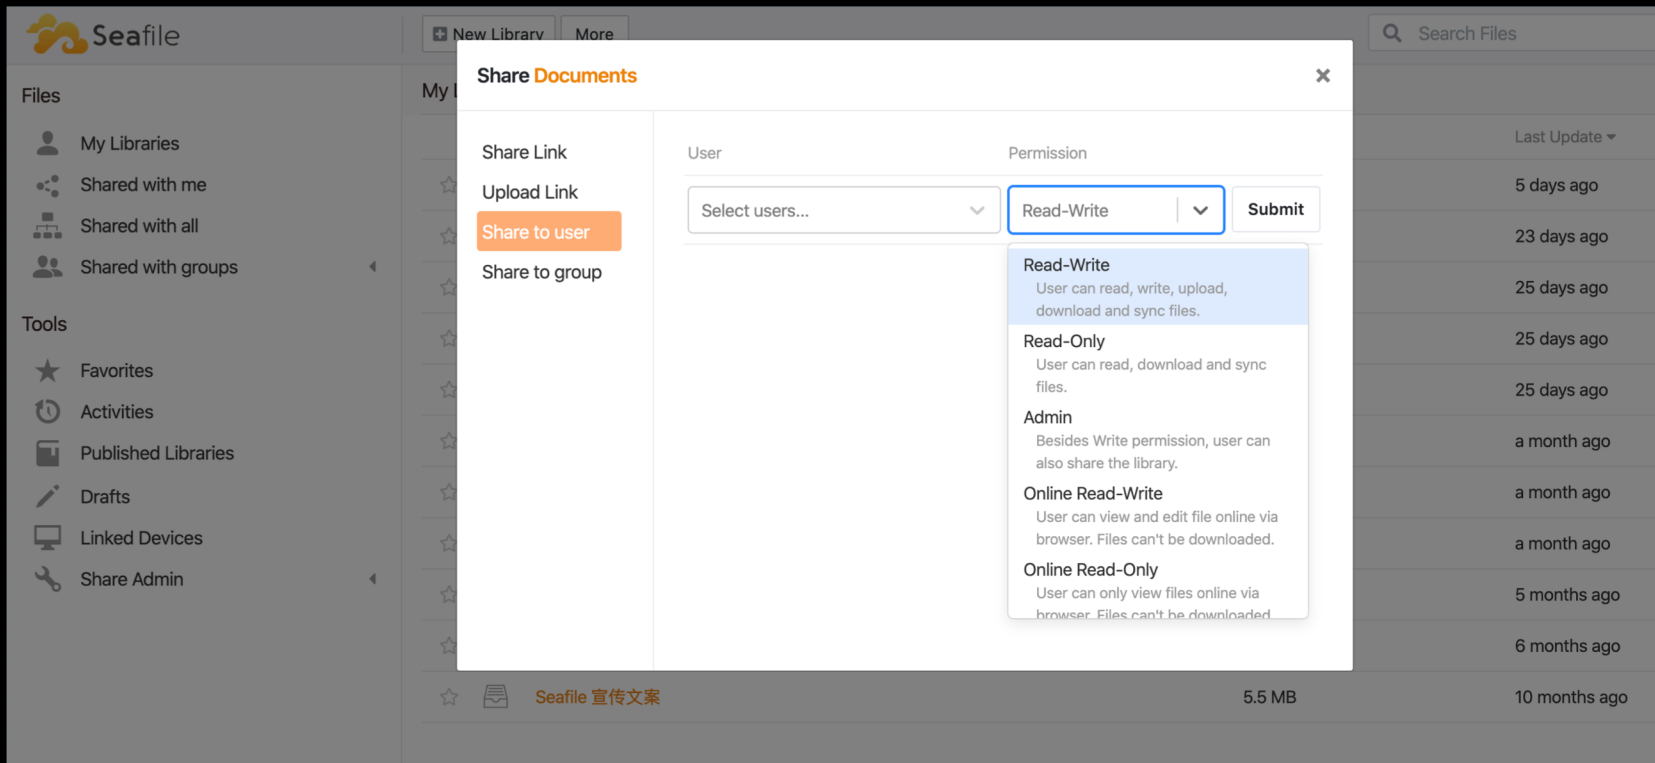 Seafile
New Library
More
Search Files
Files
My Libraries
Shared with me
Shared with all
Shared with groups
Tools
Favorites
Activities
Published Libraries
Drafts
Linked Devices
Share Admin
My
Share Documents
Share Link
Upload Link
Share to user
Share to group
User
Permission
Select users...
Read-Write
Submit
Read-Write
User can read, write, upload,
download and sync files.
Read-Only
User can read, download and sync
files.
Admin
Besides Write permission, user can
also share the library.
Online Read-Write
User can view and edit file online via
browser. Files can't be downloaded.
Online Read-Only
User can only view files online via
browser. Files can't be downloaded
Last Update
5 days ago
23 days ago
25 days ago
25 days ago
25 days ago
a month ago
a month ago
a month ago
5 months ago
6 months ago
Seafile 宣传文案
5.5 MB
10 months ago